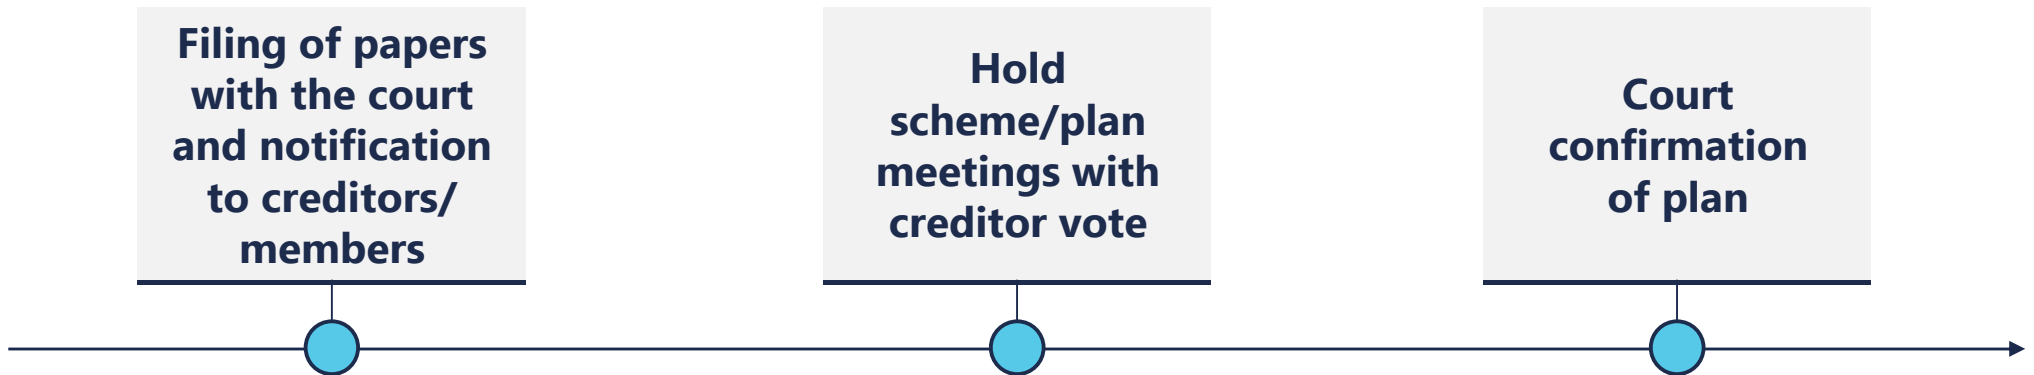 Filing of papers
with the court
and notification
to creditors/
members
Hold
scheme/plan
meetings with
creditor vote
Court
confirmation
of plan